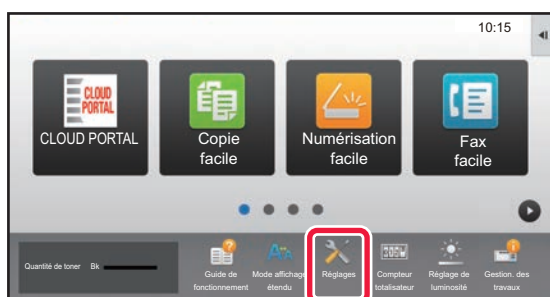 10:15
CLOUD
PORTAL
CLOUD PORTAL
Copie
facile
Numérisation
facile
Fax
facile
Quantité de toner Bk
Guide de
fonctionnement
Mode affichage
étendu
Réglages
Compteur
totalisateur
Réglage de
luminosité
Gestion. des
travaux